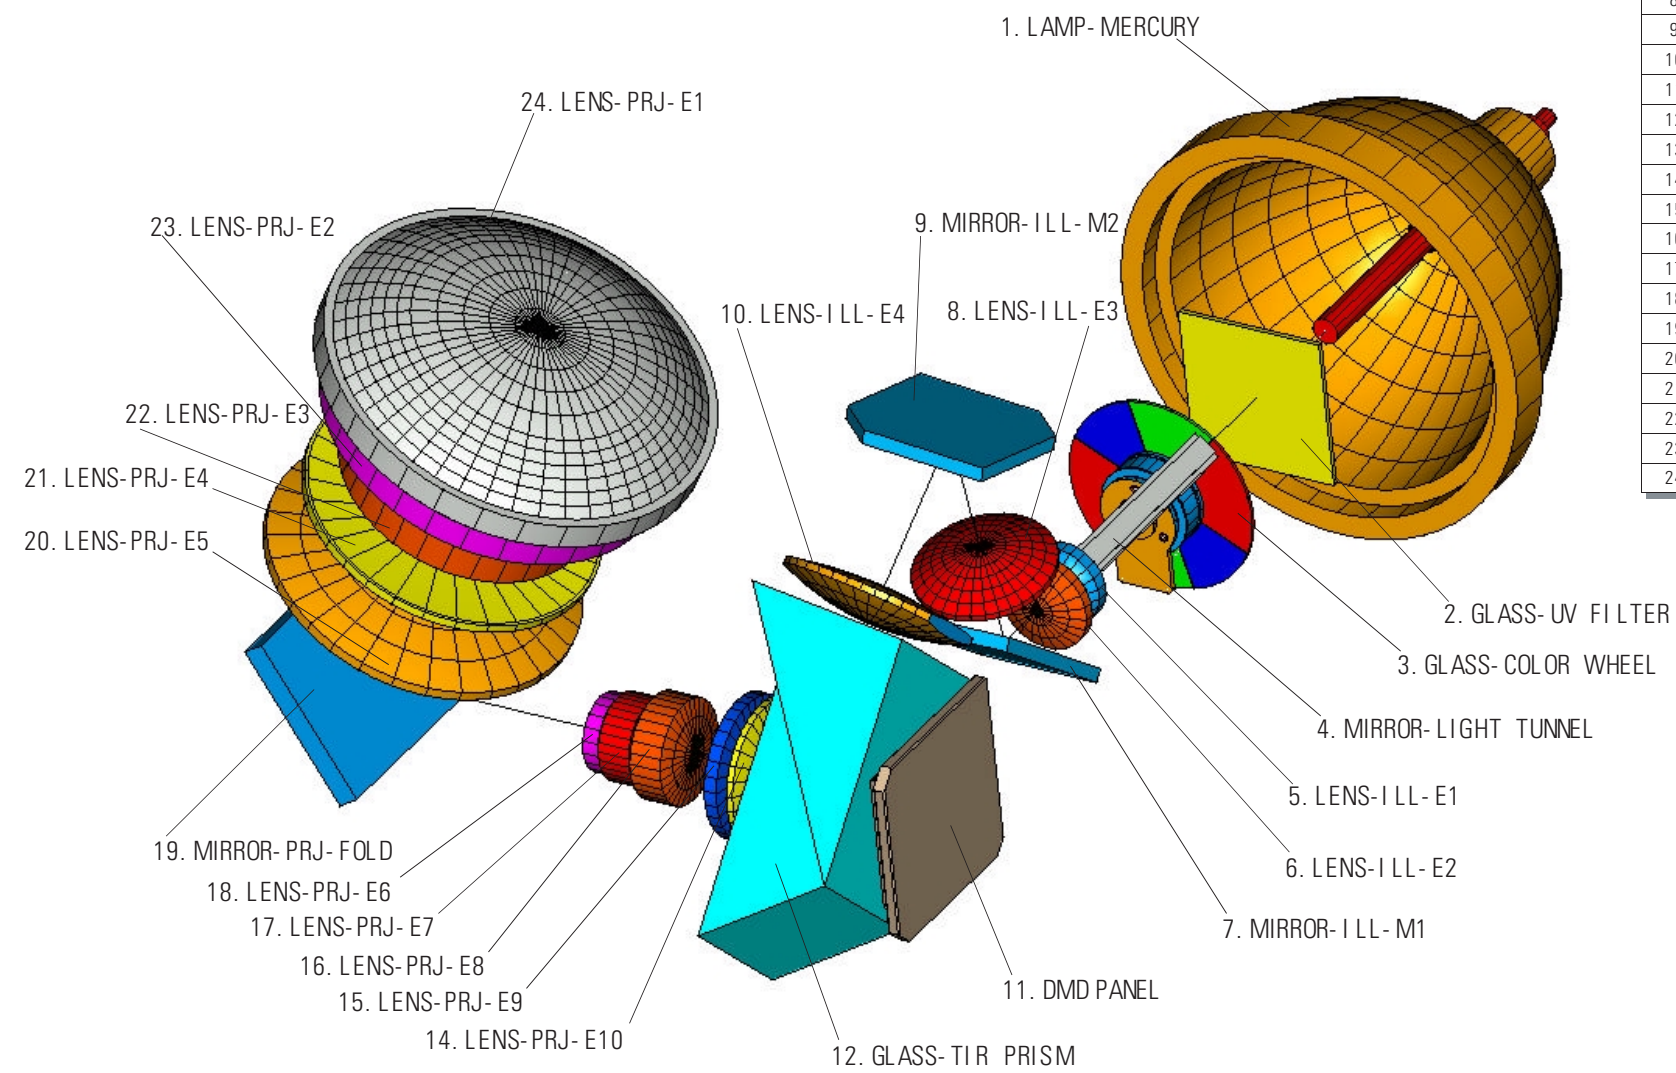 1. LAMP-MERCURY
24. LENS-PRJ-E1
23. LENS-PRJ-E2
9. MIRROR-ILL-M2
10. LENS-ILL-E4
8. LENS-ILL-E3
22. LENS-PRJ-E3
21. LENS-PRJ-E4
20. LENS-PRJ-E5
2. GLASS-UV FILTER
3. GLASS-COLOR WHEEL
4. MIRROR-LIGHT TUNNEL
5. LENS-ILL-E1
6. LENS-ILL-E2
7. MIRROR-ILL-M1
19. MIRROR-PRJ-FOLD
18. LENS-PRJ-E6
17. LENS-PRJ-E7
16. LENS-PRJ-E8
15. LENS-PRJ-E9
14. LENS-PRJ-E10
11. DMD PANEL
12. GLASS-TIR PRISM